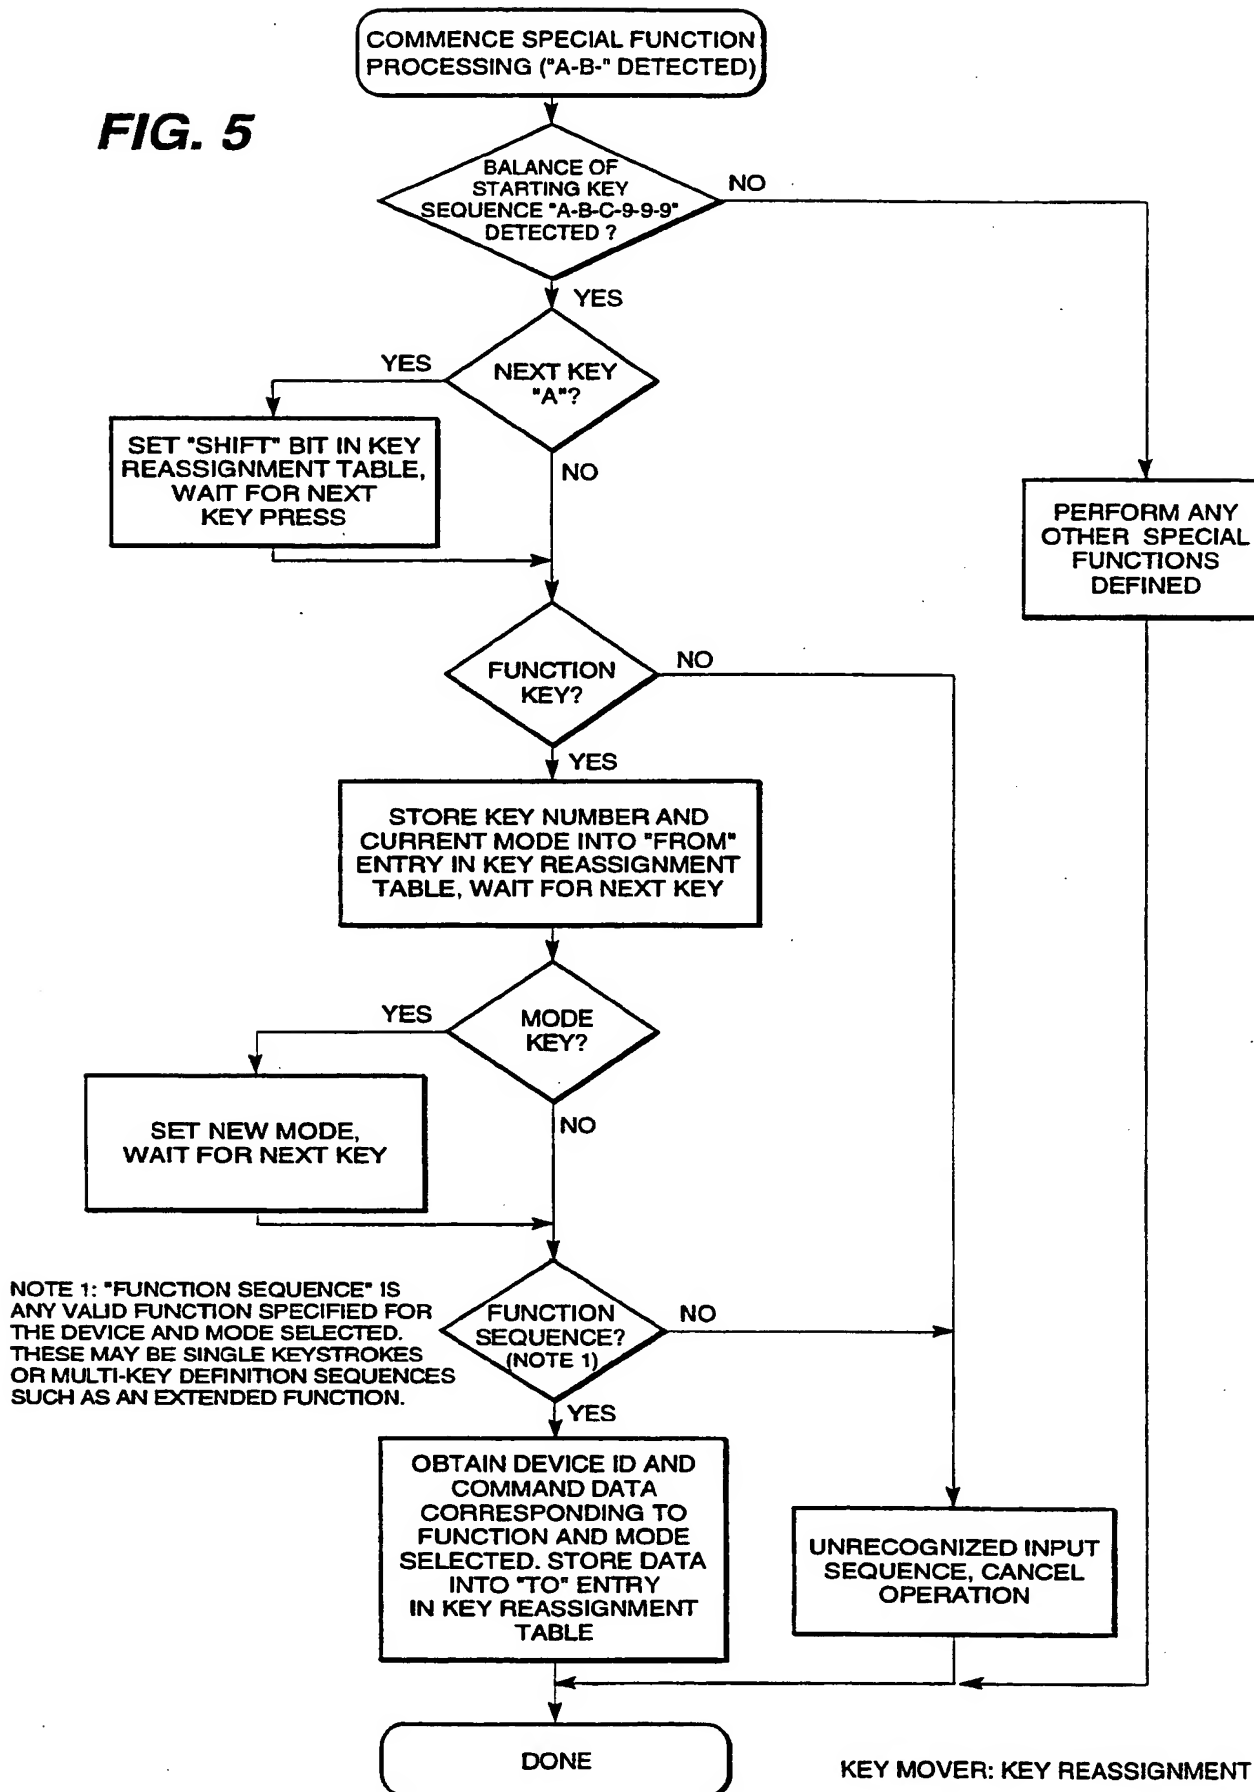 COMMENCE SPECIAL FUNCTION
PROCESSING ("A-B-" DETECTED)
FIG. 5
BALANCE OF
STARTING KEY
SEQUENCE "A-B-C-9-9-9"
DETECTED ?
NO
YES
YES
NEXT KEY
"A"?
SET "SHIFT" BIT IN KEY
REASSIGNMENT TABLE,
WAIT FOR NEXT
KEY PRESS
NO
PERFORM ANY
OTHER SPECIAL
FUNCTIONS
DEFINED
FUNCTION
KEY?
NO
YES
STORE KEY NUMBER AND
CURRENT MODE INTO "FROM"
ENTRY IN KEY REASSIGNMENT
TABLE, WAIT FOR NEXT KEY
YES
MODE
KEY?
SET NEW MODE,
WAIT FOR NEXT KEY
NO
NOTE 1: "FUNCTION SEQUENCE" IS
ANY VALID FUNCTION SPECIFIED FOR
THE DEVICE AND MODE SELECTED.
THESE MAY BE SINGLE KEYSTROKES
OR MULTI-KEY DEFINITION SEQUENCES
SUCH AS AN EXTENDED FUNCTION.
FUNCTION
SEQUENCE?
(NOTE 1)
NO
YES
OBTAIN DEVICE ID AND
COMMAND DATA
CORRESPONDING TO
FUNCTION AND MODE
SELECTED. STORE DATA
INTO "TO" ENTRY
IN KEY REASSIGNMENT
TABLE
UNRECOGNIZED INPUT
SEQUENCE, CANCEL
OPERATION
DONE
KEY MOVER: KEY REASSIGNMENT